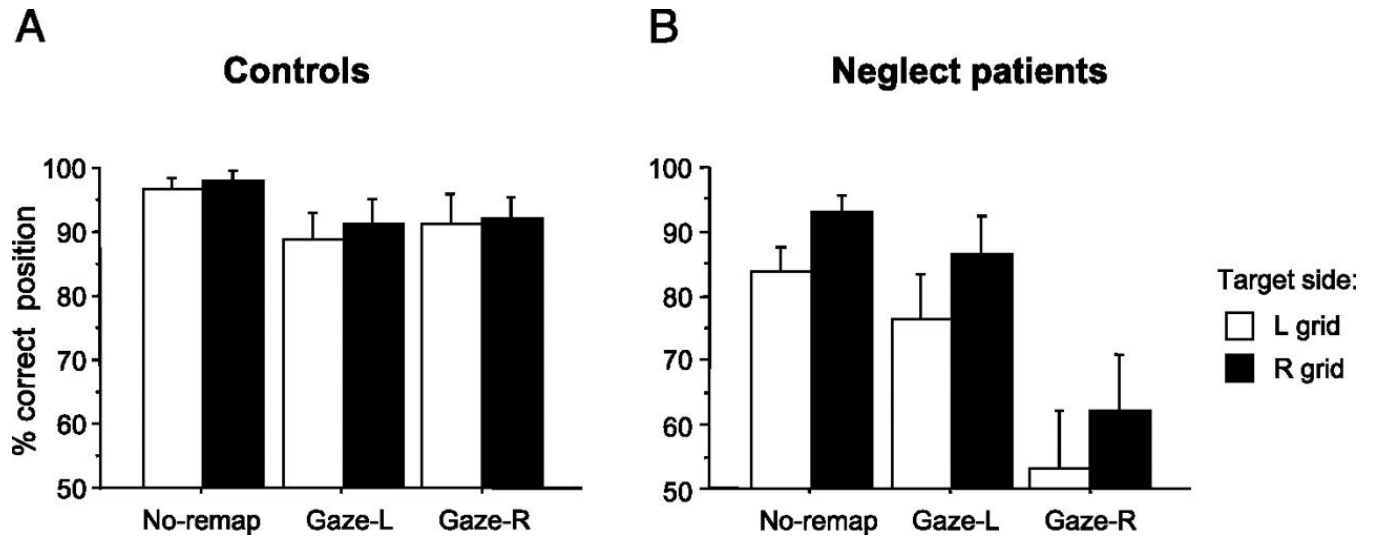 A
Controls
% correct position
100
90
80
70
60
50
No-remap Gaze-L Gaze-R
B
Neglect patients
100
90
80
70
60
50
No-remap Gaze-L Gaze-R
Target side:
L grid
R grid